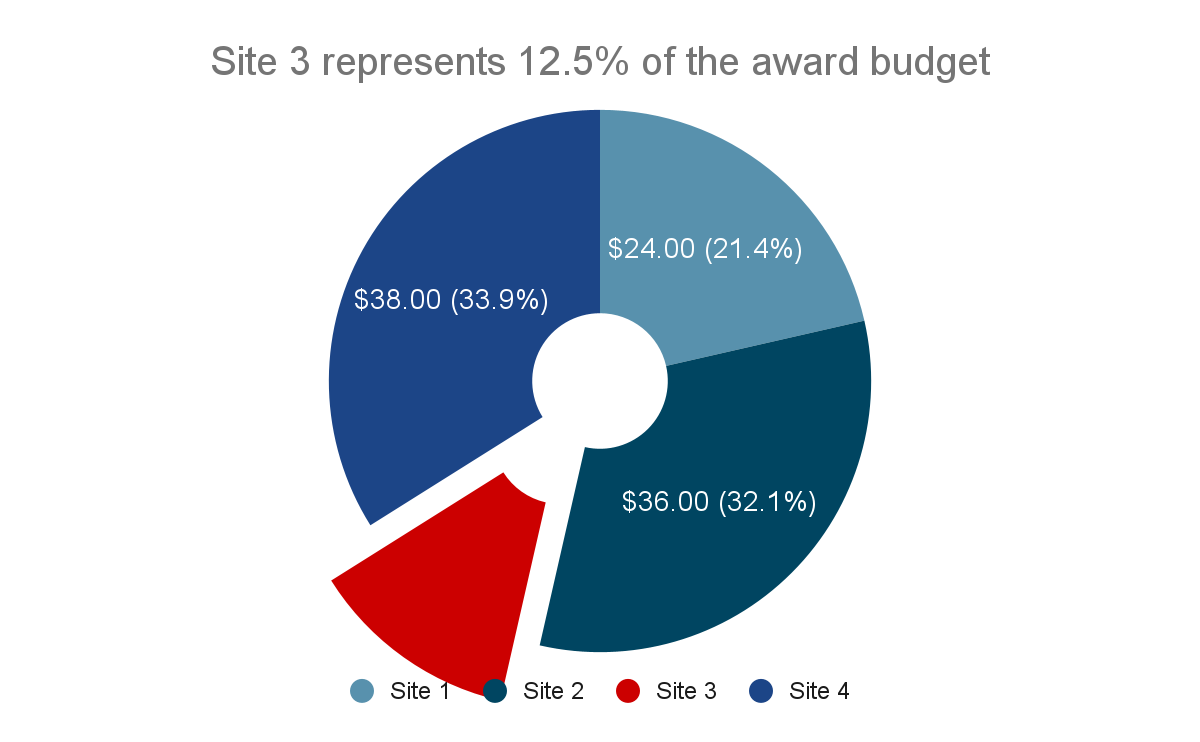 Site 3 represents 12.5% of the award budget
$24.00 (21.4%)
$38.00 (33.9%)
$36.00 (32.1%)
Site 1
Site 2
Site 3
Site 4